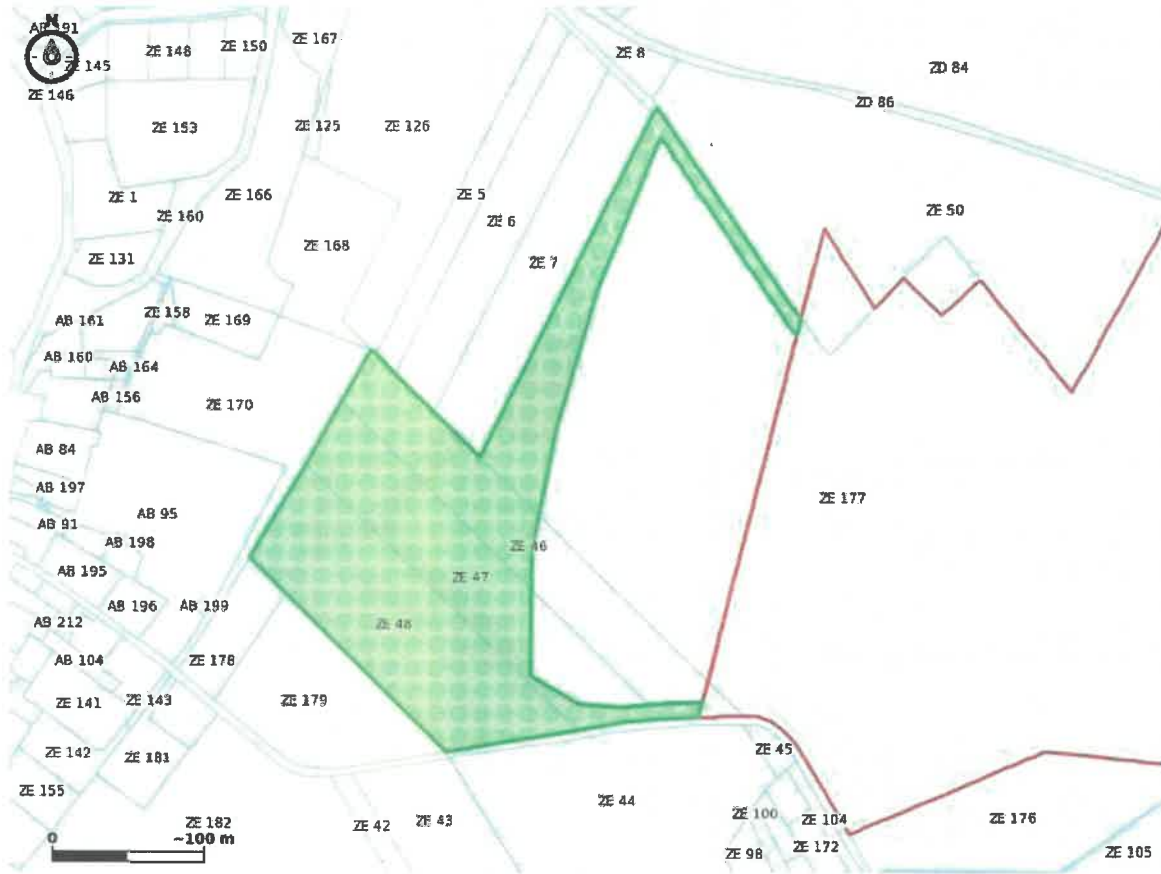 AB 191
N
ZE 148
ZE 150
ZE 167
ZE 8
ZE 145
ZD 84
ZE 146
ZD 86
ZE 153
ZE 125
ZE 126
ZE 1
ZE 166
ZE 5
ZE 160
ZE 6
ZE 50
ZE 131
ZE 168
ZE 7
AB 161
ZE 158
ZE 169
AB 160
AB 164
AB 156
ZE 170
AB 84
AB 197
ZE 177
AB 91
AB 95
AB 198
ZE 46
AB 195
ZE 47
AB 196
AB 199
AB 212
ZE 48
AB 104
ZE 178
ZE 141
ZE 143
ZE 179
ZE 142
ZE 181
ZE 45
ZE 155
ZE 44
ZE 182
ZE 42
ZE 43
ZE 100
ZE 104
ZE 176
0
~100 m
ZE 172
ZE 98
ZE 105